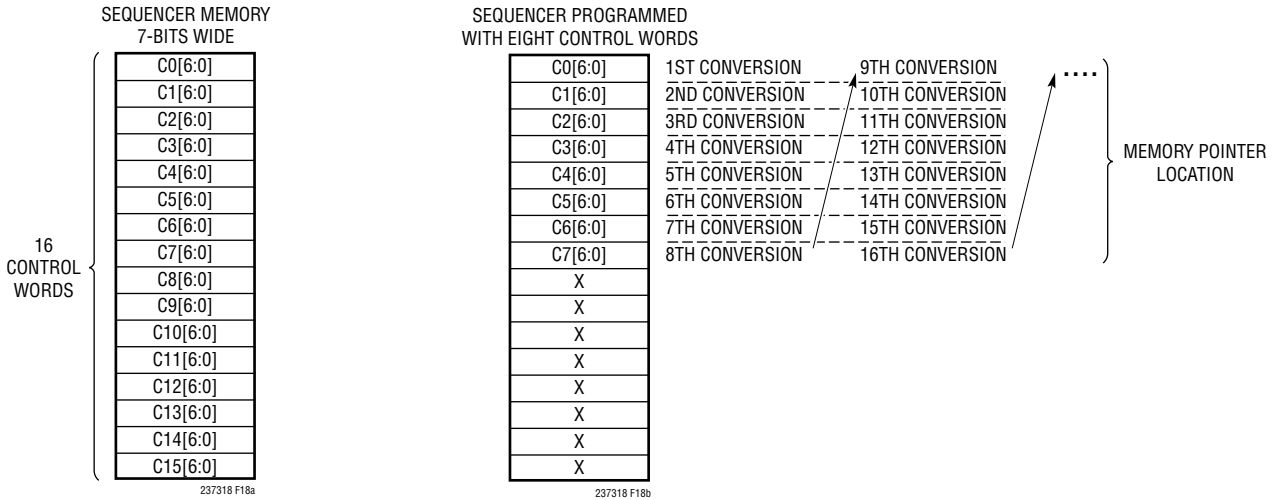 SEQUENCER MEMORY
7-BITS WIDE
16
CONTROL
WORDS
C0[6:0]
C1[6:0]
C2[6:0]
C3[6:0]
C4[6:0]
C5[6:0]
C6[6:0]
C7[6:0]
C8[6:0]
C9[6:0]
C10[6:0]
C11[6:0]
C12[6:0]
C13[6:0]
C14[6:0]
C15[6:0]
237318 F18a
SEQUENCER PROGRAMMED
WITH EIGHT CONTROL WORDS
C0[6:0] 1ST CONVERSION 9TH CONVERSION ....
C1[6:0] 2ND CONVERSION 10TH CONVERSION
C2[6:0] 3RD CONVERSION 11TH CONVERSION
C3[6:0] 4TH CONVERSION 12TH CONVERSION
C4[6:0] 5TH CONVERSION 13TH CONVERSION
C5[6:0] 6TH CONVERSION 14TH CONVERSION
C6[6:0] 7TH CONVERSION 15TH CONVERSION
C7[6:0] 8TH CONVERSION 16TH CONVERSION
X
X
X
X
X
X
X
X
MEMORY POINTER
LOCATION
237318 F18b